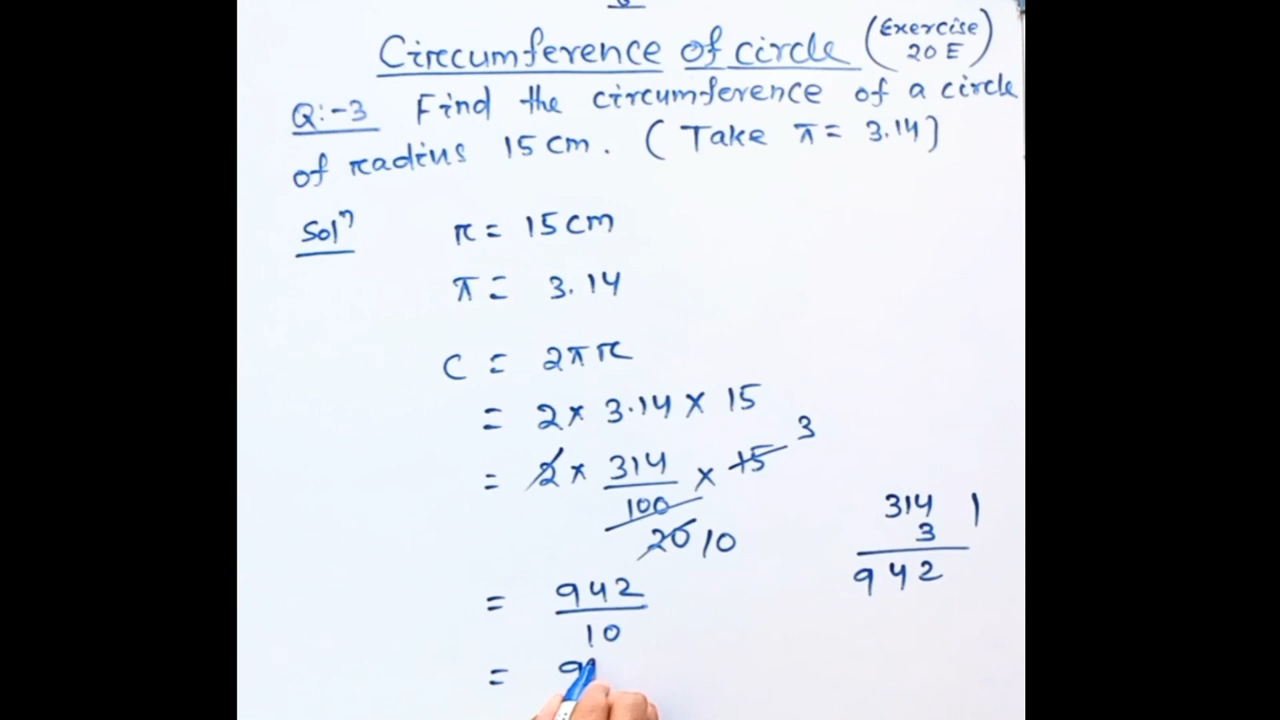 Circumference of circle (Exercise 20 E)
Q:-3 Find the circumference of a circle
of radius 15 cm. (Take π = 3.14)
Solⁿ r = 15 cm
π = 3.14
C = 2πr
= 2 × 3.14 × 15
= 2 × 314/100 × 15 3
20 10
314 1
3
942
= 942/10
= 9